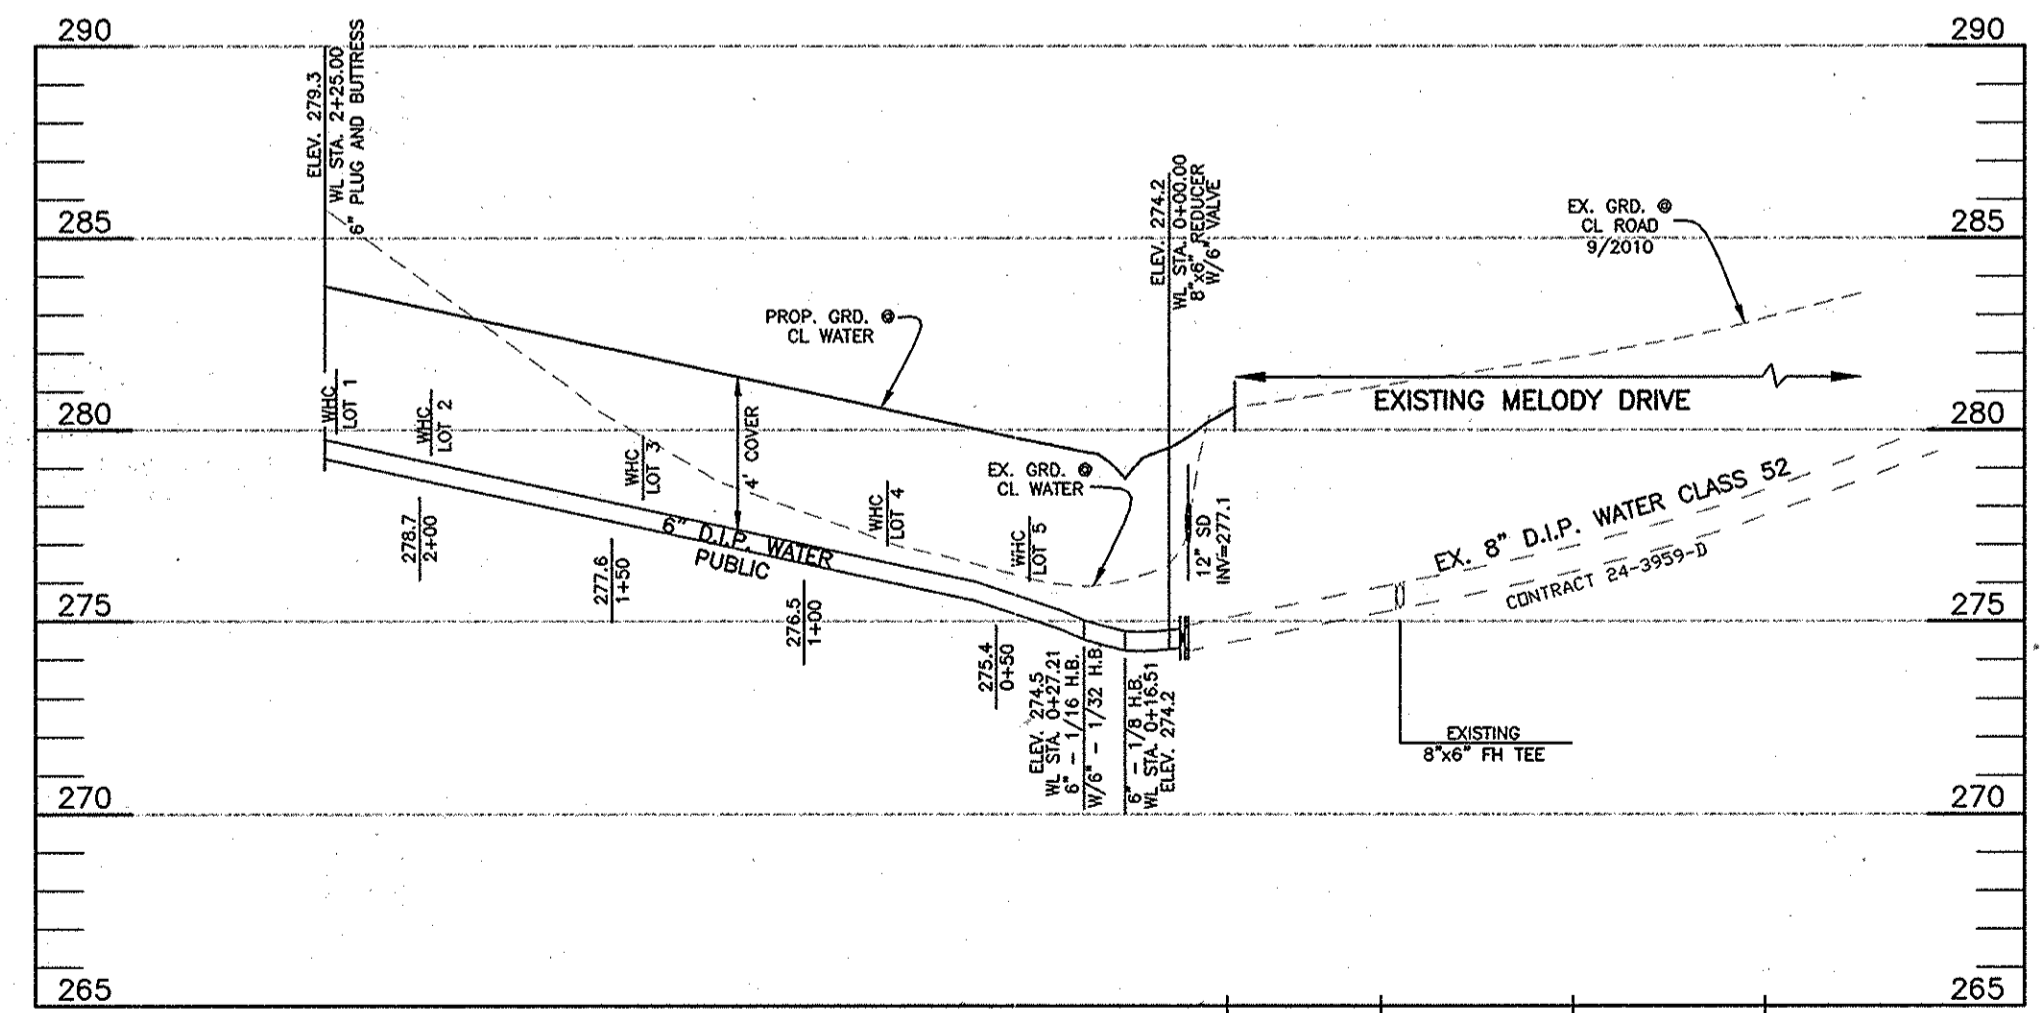 290
290
ELEV. 279.3
WL STA. 2+25.00
6" PLUG AND BUTTRESS
ELEV. 274.2
WL STA. 0+00.00
8"x6" REDUCER
W/6" VALVE
EX. GRD. @
CL ROAD
9/2010
285
285
PROP. GRD. @
CL WATER
EXISTING MELODY DRIVE
WHC
LOT 1
WHC
LOT 2
280
280
WHC
LOT 3
4' COVER
EX. GRD. @
CL WATER
WHC
LOT 4
WHC
LOT 5
12" SD
INV=277.1
EX. 8" D.I.P. WATER CLASS 52
CONTRACT 24-3959-D
6" D.I.P. WATER
PUBLIC
278.7
2+00
277.6
1+50
276.5
1+00
275.4
0+50
275
275
ELEV. 274.5
WL STA. 0+27.21
6" - 1/16 H.B.
W/6" - 1/32 H.B.
6" - 1/8 H.B.
WL STA. 0+16.51
ELEV. 274.2
EXISTING
8"x6" FH TEE
270
270
265
265